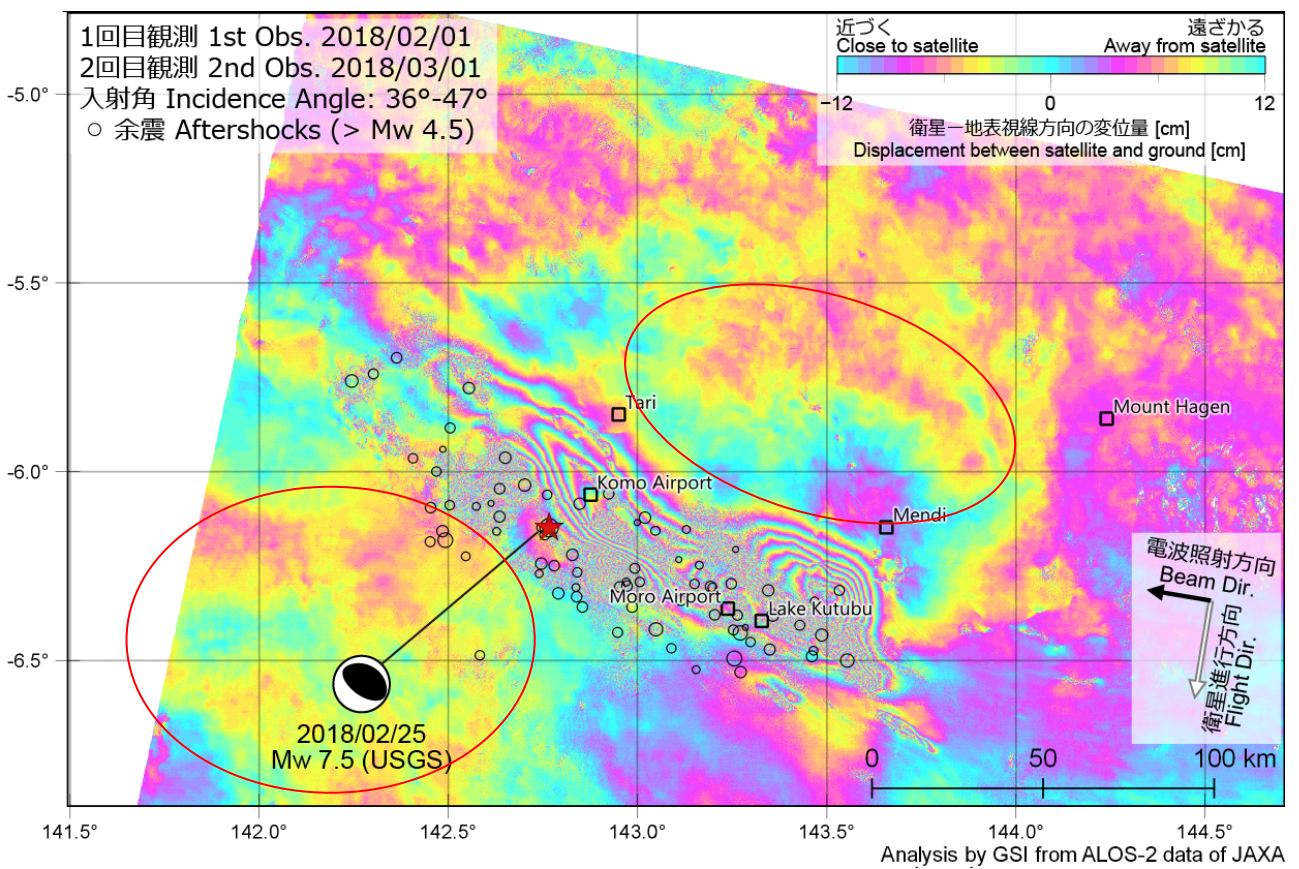 1回目観測 1st Obs. 2018/02/01
2回目観測 2nd Obs. 2018/03/01
入射角 Incidence Angle: 36°-47°
○ 余震 Aftershocks (> Mw 4.5)
近づく 遠ざかる
Close to satellite Away from satellite
−12 0 12
衛星－地表視線方向の変位量 [cm]
Displacement between satellite and ground [cm]
-5.0°
-5.5°
-6.0°
-6.5°
Tari
Mount Hagen
Komo Airport
Mendi
Moro Airport
Lake Kutubu
電波照射方向
Beam Dir.
衛星進行方向
Flight Dir.
2018/02/25
Mw 7.5 (USGS)
0 50 100 km
141.5° 142.0° 142.5° 143.0° 143.5° 144.0° 144.5°
Analysis by GSI from ALOS-2 data of JAXA